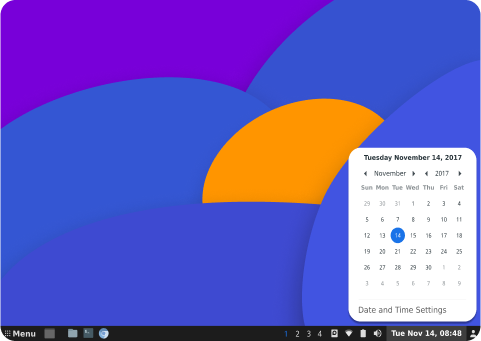 Tuesday November 14, 2017
November 2017
Sun Mon Tue Wed Thu Fri Sat
29 30 31 1 2 3 4
5 6 7 8 9 10 11
12 13 14 15 16 17 18
19 20 21 22 23 24 25
26 27 28 29 30 1 2
3 4 5 6 7 8 9
Date and Time Settings
Menu 1 2 3 4 Tue Nov 14, 08:48